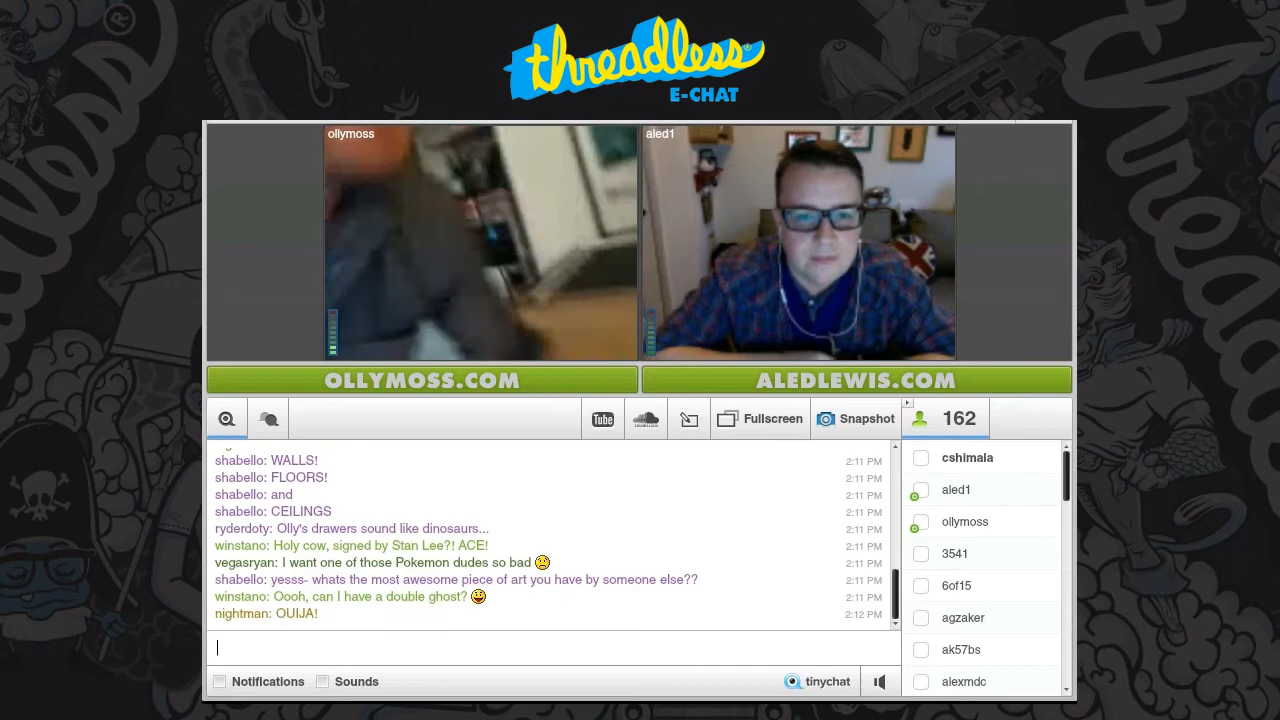 threadless
E-CHAT
ollymoss
aled1
OLLYMOSS.COM
ALEDLEWIS.COM
You Tube
SOUNDCLOUD
Fullscreen
Snapshot
162
shabello: WALLS! 2:11 PM
shabello: FLOORS! 2:11 PM
shabello: and 2:11 PM
shabello: CEILINGS 2:11 PM
ryderdoty: Olly's drawers sound like dinosaurs... 2:11 PM
winstano: Holy cow, signed by Stan Lee?! ACE! 2:11 PM
vegasryan: I want one of those Pokemon dudes so bad 2:11 PM
shabello: yesss- whats the most awesome piece of art you have by someone else?? 2:11 PM
winstano: Oooh, can I have a double ghost? 2:11 PM
nightman: OUIJA! 2:12 PM
cshimala
aled1
ollymoss
3541
6of15
agzaker
ak57bs
alexmdc
Notifications
Sounds
tinychat